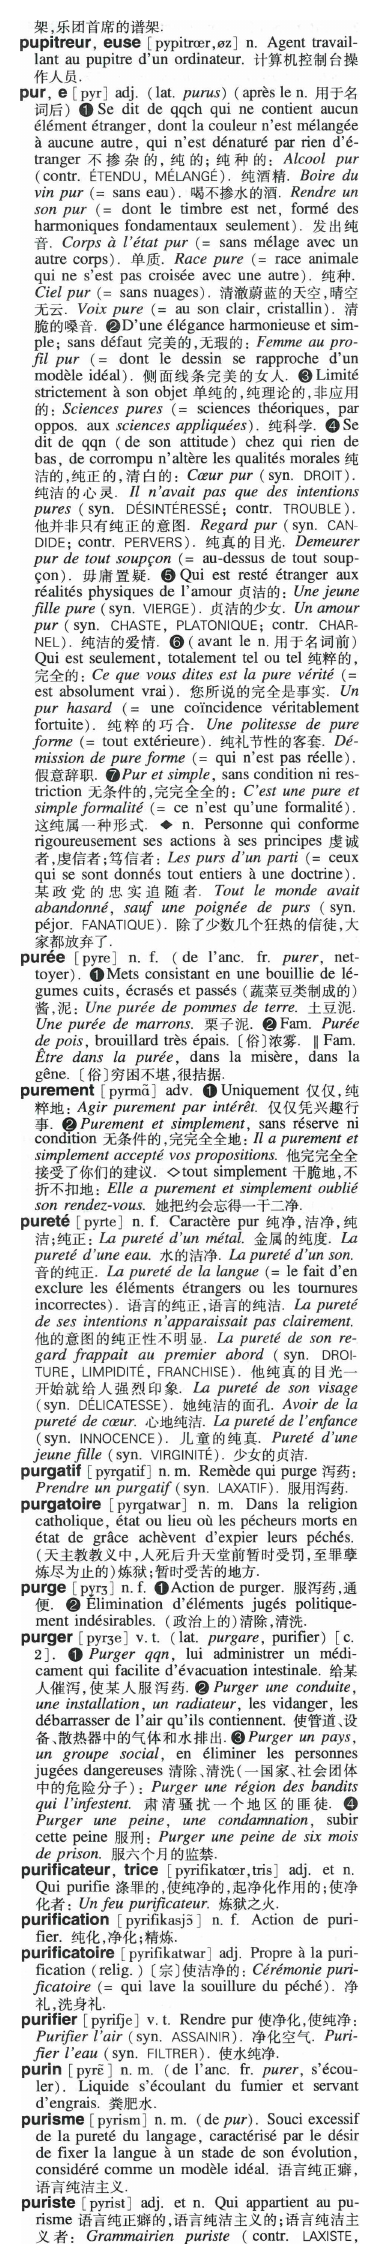 架,乐团首席的谱架.
pupitreur, euse [pypitrœr,øz] n. Agent travail-
lant au pupitre d'un ordinateur. 计算机控制台操
作人员.
pur, e [pyr] adj. (lat. purus) (après le n. 用于名
词后) ❶ Se dit de qqch qui ne contient aucun
élément étranger, dont la couleur n'est mélangée
à aucune autre, qui n'est dénaturé par rien d'é-
tranger 不掺杂的, 纯的; 纯种的: Alcool pur
(contr. ÉTENDU, MÉLANGÉ). 纯酒精. Boire du
vin pur (= sans eau). 喝不掺水的酒. Rendre un
son pur (= dont le timbre est net, formé des
harmoniques fondamentaux seulement). 发出纯
音. Corps à l'état pur (= sans mélage avec un
autre corps). 单质. Race pure (= race animale
qui ne s'est pas croisée avec une autre). 纯种.
Ciel pur (= sans nuages). 清澈蔚蓝的天空,晴空
无云. Voix pure (= au son clair, cristallin). 清
脆的嗓音. ❷D'une élégance harmonieuse et sim-
ple; sans défaut 完美的,无瑕的: Femme au pro-
fil pur (= dont le dessin se rapproche d'un
modèle idéal). 侧面线条完美的女人. ❸ Limité
strictement à son objet 单纯的,纯理论的,非应用
的: Sciences pures (= sciences théoriques, par
oppos. aux sciences appliquées). 纯科学. ❹ Se
dit de qqn (de son attitude) chez qui rien de
bas, de corrompu n'altère les qualités morales 纯
洁的,纯正的,清白的: Cœur pur (syn. DROIT).
纯洁的心灵. Il n'avait pas que des intentions
pures (syn. DÉSINTÉRESSÉ; contr. TROUBLE).
他并非只有纯正的意图. Regard pur (syn. CAN-
DIDE; contr. PERVERS). 纯真的目光. Demeurer
pur de tout soupçon (= au-dessus de tout soup-
çon). 毋庸置疑. ❺ Qui est resté étranger aux
réalités physiques de l'amour 贞洁的: Une jeune
fille pure (syn. VIERGE). 贞洁的少女. Un amour
pur (syn. CHASTE, PLATONIQUE; contr. CHAR-
NEL). 纯洁的爱情. ❻ (avant le n. 用于名词前)
Qui est seulement, totalement tel ou tel 纯粹的,
完全的: Ce que vous dites est la pure vérité (=
est absolument vrai). 您所说的完全是事实. Un
pur hasard (= une coïncidence véritablement
fortuite). 纯粹的巧合. Une politesse de pure
forme (= tout extérieure). 纯礼节性的客套. Dé-
mission de pure forme (= qui n'est pas réelle).
假意辞职. ❼Pur et simple, sans condition ni res-
triction 无条件的,完完全全的: C'est une pure et
simple formalité (= ce n'est qu'une formalité).
这纯属一种形式. ◆ n. Personne qui conforme
rigoureusement ses actions à ses principes 虔诚
者,虔信者;笃信者: Les purs d'un parti (= ceux
qui se sont donnés tout entiers à une doctrine).
某政党的忠实追随者. Tout le monde avait
abandonné, sauf une poignée de purs (syn.
péjor. FANATIQUE). 除了少数几个狂热的信徒,大
家都放弃了.
purée [pyre] n. f. (de l'anc. fr. purer, net-
toyer). ❶Mets consistant en une bouillie de lé-
gumes cuits, écrasés et passés (蔬菜豆类制成的)
酱,泥: Une purée de pommes de terre. 土豆泥.
Une purée de marrons. 栗子泥. ❷ Fam. Purée
de pois, brouillard très épais. [俗]浓雾. ‖ Fam.
Être dans la purée, dans la misère, dans la
gêne. [俗]穷困不堪,很拮据.
purement [pyrmɑ̃] adv. ❶ Uniquement 仅仅,纯
粹地: Agir purement par intérêt. 仅仅凭兴趣行
事. ❷ Purement et simplement, sans réserve ni
condition 无条件的,完完全全地: Il a purement et
simplement accepté vos propositions. 他完完全全
接受了你们的建议. ◇tout simplement 干脆地,不
折不扣地: Elle a purement et simplement oublié
son rendez-vous. 她把约会忘得一干二净.
pureté [pyrte] n. f. Caractère pur 纯净,洁净,纯
洁;纯正: La pureté d'un métal. 金属的纯度. La
pureté d'une eau. 水的洁净. La pureté d'un son.
音的纯正. La pureté de la langue (= le fait d'en
exclure les éléments étrangers ou les tournures
incorrectes). 语言的纯正,语言的纯洁. La pureté
de ses intentions n'apparaissait pas clairement.
他的意图的纯正性不明显. La pureté de son re-
gard frappait au premier abord (syn. DROI-
TURE, LIMPIDITÉ, FRANCHISE). 他纯真的目光一
开始就给人强烈印象. La pureté de son visage
(syn. DÉLICATESSE). 她纯洁的面孔. Avoir de la
pureté de cœur. 心地纯洁. La pureté de l'enfance
(syn. INNOCENCE). 儿童的纯真. Pureté d'une
jeune fille (syn. VIRGINITÉ). 少女的贞洁.
purgatif [pyrgatif] n. m. Remède qui purge 泻药:
Prendre un purgatif (syn. LAXATIF). 服用泻药.
purgatoire [pyrgatwar] n. m. Dans la religion
catholique, état ou lieu où les pécheurs morts en
état de grâce achèvent d'expier leurs péchés.
(天主教教义中,人死后升天堂前暂时受罚,至罪孽
炼尽为止的)炼狱;暂时受苦的地方.
purge [pyrʒ] n. f. ❶Action de purger. 服泻药,通
便. ❷ Élimination d'éléments jugés politique-
ment indésirables. (政治上的)清除,清洗.
purger [pyrʒe] v. t. (lat. purgare, purifier) [c.
2]. ❶ Purger qqn, lui administrer un médi-
cament qui facilite d'évacuation intestinale. 给某
人催泻,使某人服泻药. ❷ Purger une conduite,
une installation, un radiateur, les vidanger, les
débarrasser de l'air qu'ils contiennent. 使管道、设
备、散热器中的气体和水排出. ❸Purger un pays,
un groupe social, en éliminer les personnes
jugées dangereuses 清除、清洗(一国家、社会团体
中的危险分子): Purger une région des bandits
qui l'infestent. 肃清骚扰一个地区的匪徒. ❹
Purger une peine, une condamnation, subir
cette peine 服刑: Purger une peine de six mois
de prison. 服六个月的监禁.
purificateur, trice [pyrifikatœr,tris] adj. et n.
Qui purifie 涤罪的,使纯净的,起净化作用的;使净
化者: Un feu purificateur. 炼狱之火.
purification [pyrifikasjɔ̃] n. f. Action de puri-
fier. 纯化,净化;精炼.
purificatoire [pyrifikatwar] adj. Propre à la puri-
fication (relig.) [宗]使洁净的: Cérémonie puri-
ficatoire (= qui lave la souillure du péché). 净
礼,洗身礼.
purifier [pyrifje] v. t. Rendre pur 使净化,使纯净:
Purifier l'air (syn. ASSAINIR). 净化空气. Puri-
fier l'eau (syn. FILTRER). 使水纯净.
purin [pyrɛ̃] n. m. (de l'anc. fr. purer, s'écou-
ler). Liquide s'écoulant du fumier et servant
d'engrais. 粪肥水.
purisme [pyrism] n. m. (de pur). Souci excessif
de la pureté du langage, caractérisé par le désir
de fixer la langue à un stade de son évolution,
considéré comme un modèle idéal. 语言纯正癖,
语言纯洁主义.
puriste [pyrist] adj. et n. Qui appartient au pu-
risme 语言纯正癖的,语言纯洁主义的;语言纯洁主
义者: Grammairien puriste (contr. LAXISTE,